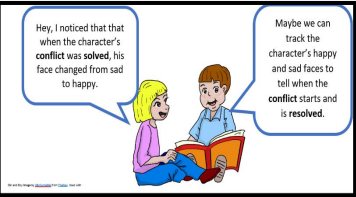 Hey, I noticed that that
when the character's
conflict was solved, his
face changed from sad
to happy.
Maybe we can
track the
character's happy
and sad faces to
tell when the
conflict starts and
is resolved.